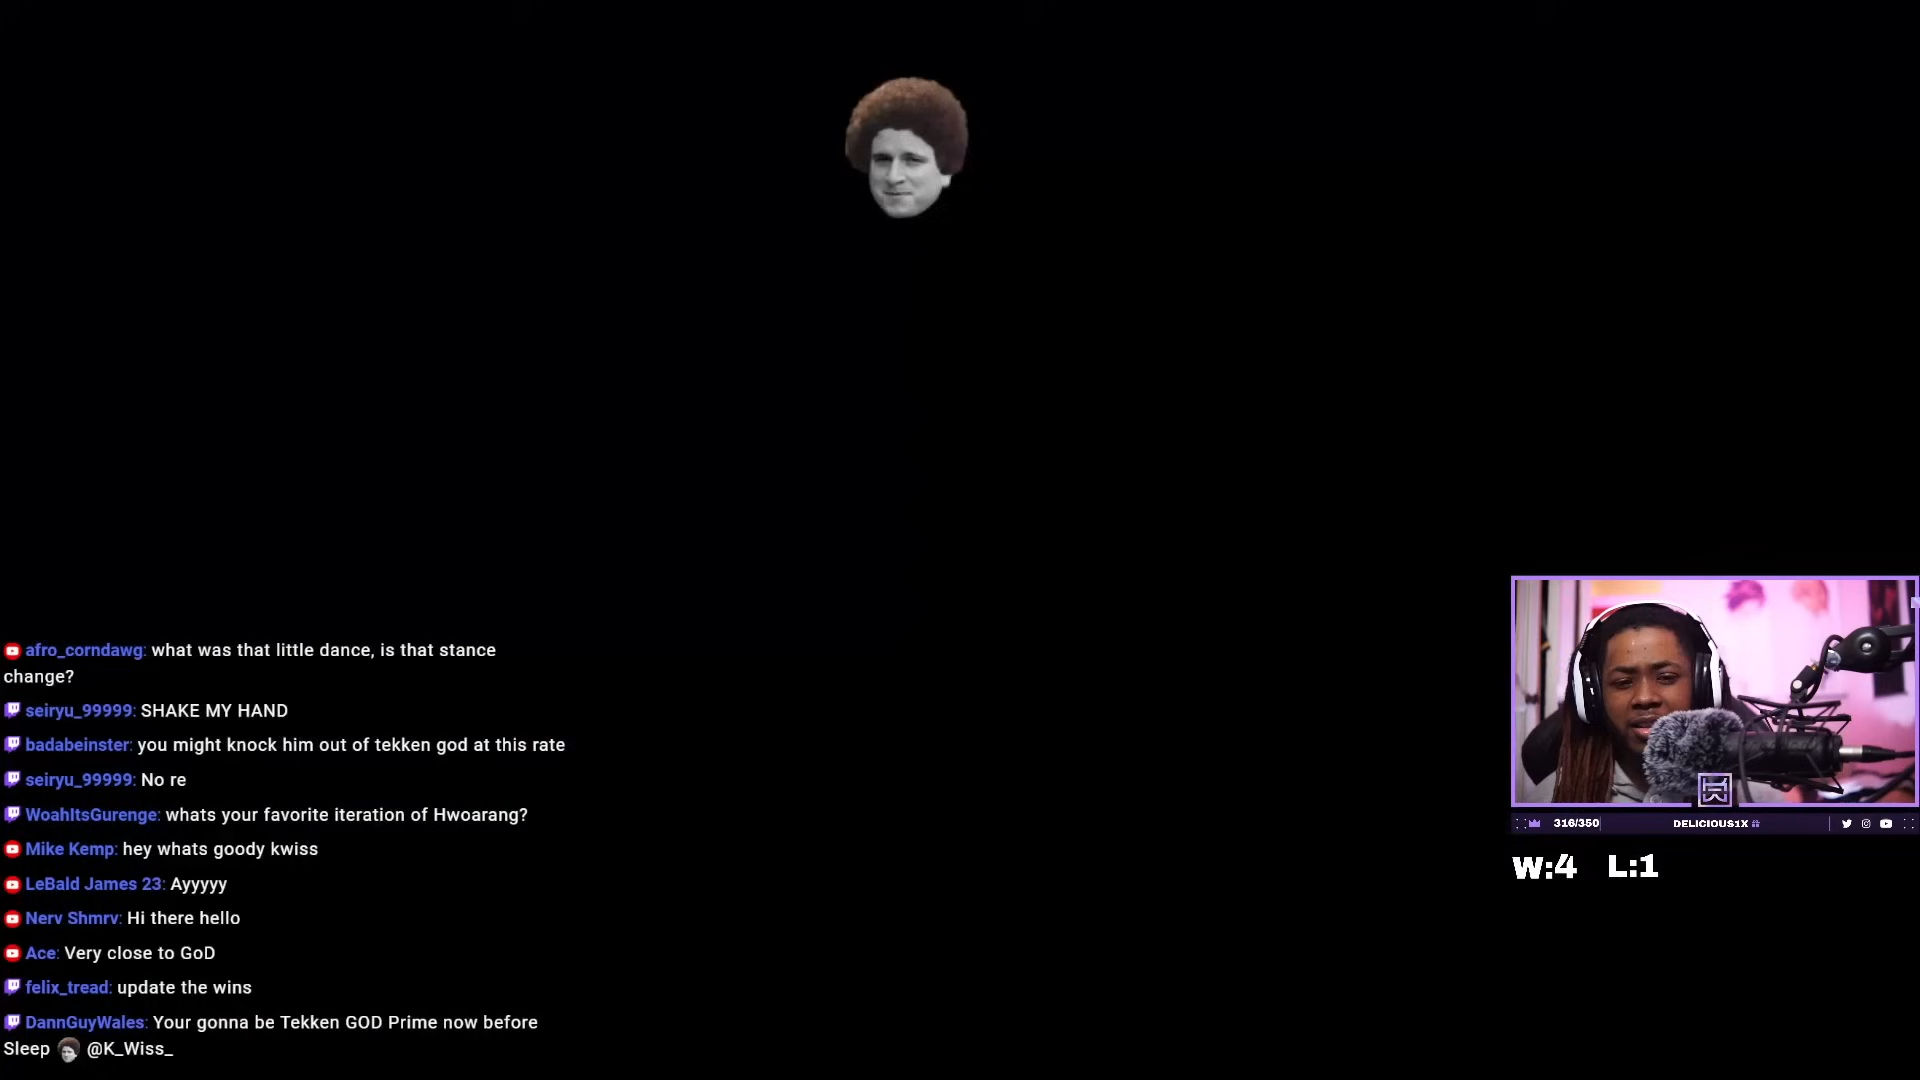 afro_corndawg: what was that little dance, is that stance
change?
seiryu_99999: SHAKE MY HAND
badabeinster: you might knock him out of tekken god at this rate
seiryu_99999: No re
WoahItsGurenge: whats your favorite iteration of Hwoarang?
Mike Kemp: hey whats goody kwiss
LeBald James 23: Ayyyyy
Nerv Shmrv: Hi there hello
Ace: Very close to GoD
felix_tread: update the wins
DannGuyWales: Your gonna be Tekken GOD Prime now before
Sleep @K_Wiss_
316/350 DELICIOUS1X
W:4 L:1